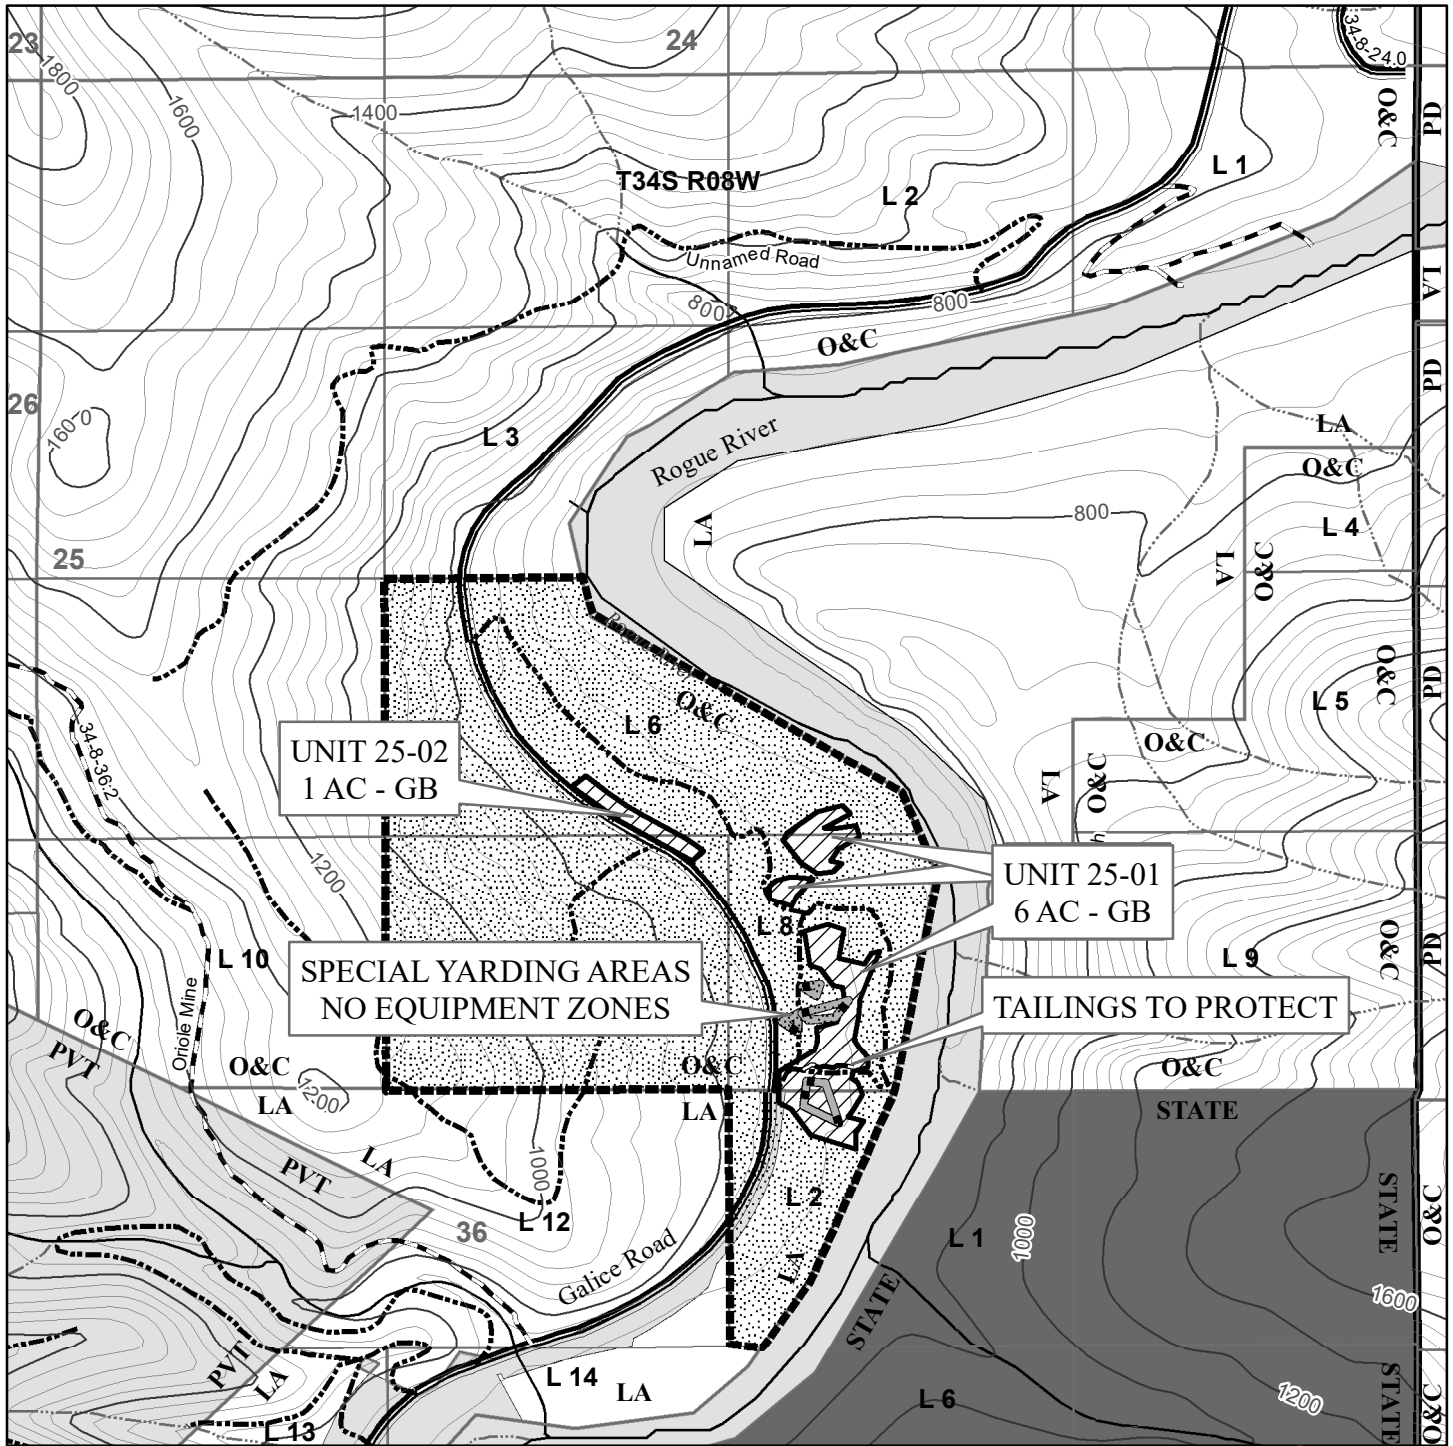 23
24
34-8-24.0
1800
1600
1400
O&C
PD
L 1
T34S R08W
L 2
Unnamed Road
800
800
O&C
LA
PD
26
1600
L 3
Rogue River
LA
O&C
LA
800
L 4
25
LA
O&C
O&C
PD
L 5
O&C
L 6
34-8-36.2
UNIT 25-02
1 AC - GB
O&C
LA
O&C
h
1200
UNIT 25-01
6 AC - GB
L 8
L 10
L 9
O&C
PD
SPECIAL YARDING AREAS
NO EQUIPMENT ZONES
TAILINGS TO PROTECT
Oriole Mine
O&C
PVT
O&C
LA
1200
O&C
LA
O&C
STATE
PVT
LA
1000
L 2
L 12
36
L 1
1000
STATE
O&C
Galice Road
LA
STATE
1600
PVT
LA
L 14
LA
L 6
1200
STATE
O&C
L 13